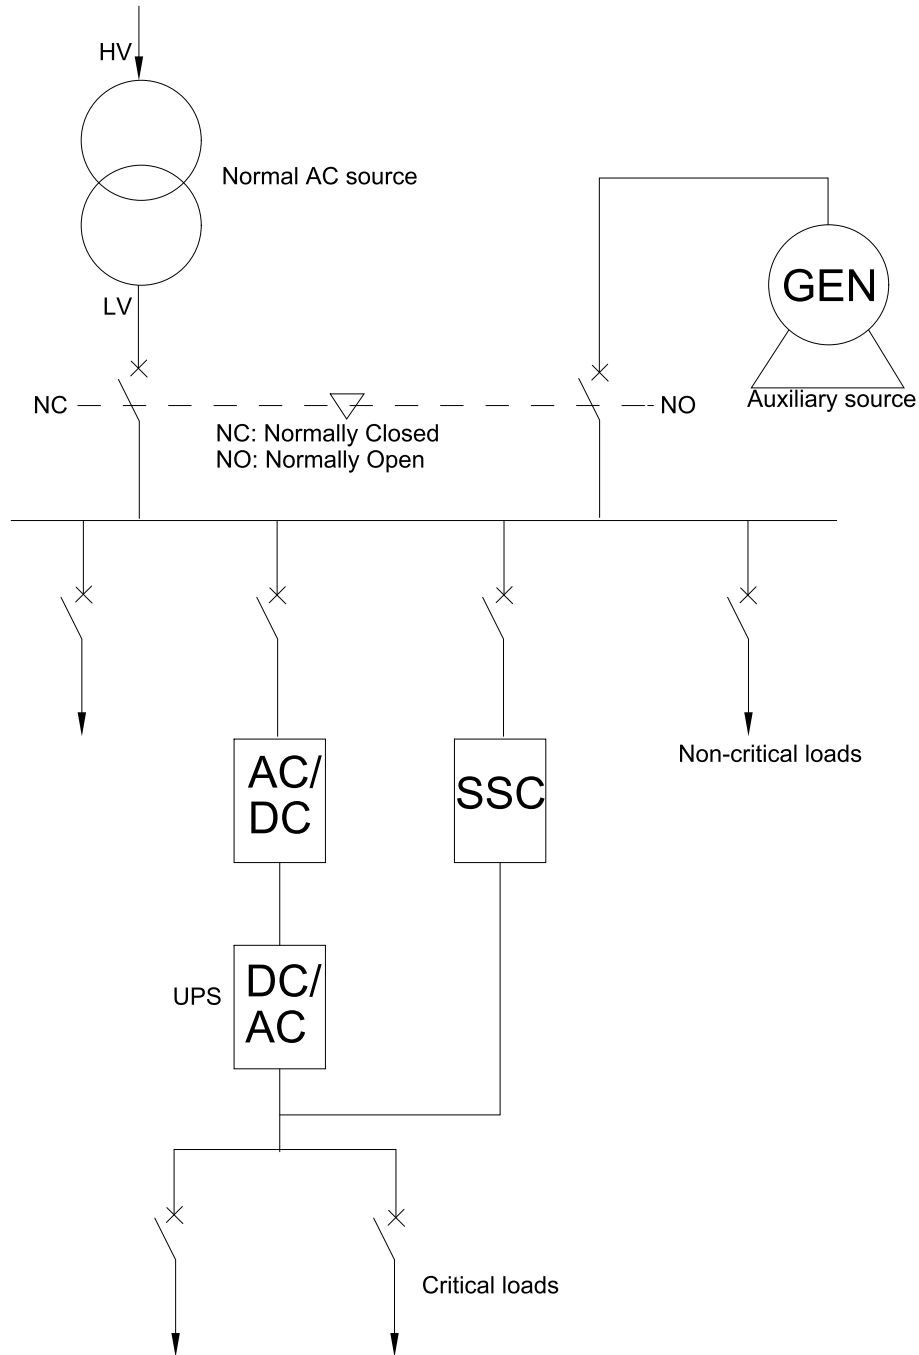 HV
Normal AC source
GEN
LV
Auxiliary source
NC
NO
NC: Normally Closed
NO: Normally Open
Non-critical loads
AC/
DC
SSC
UPS
DC/
AC
Critical loads